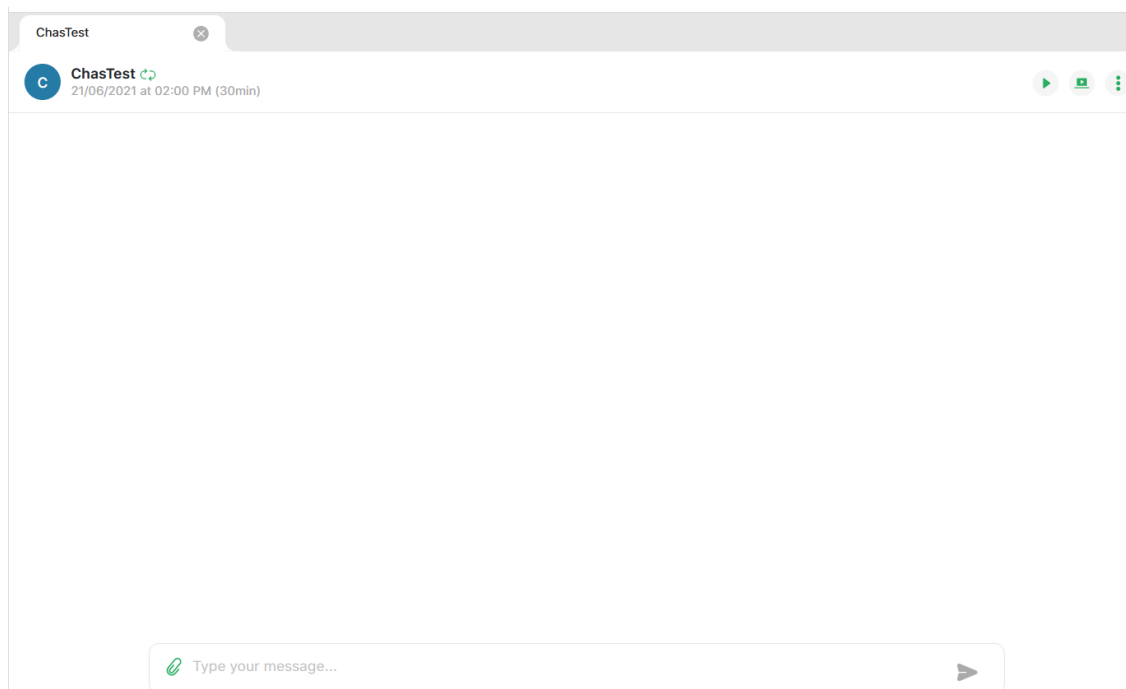 ChasTest
C
ChasTest
21/06/2021 at 02:00 PM (30min)
Type your message...